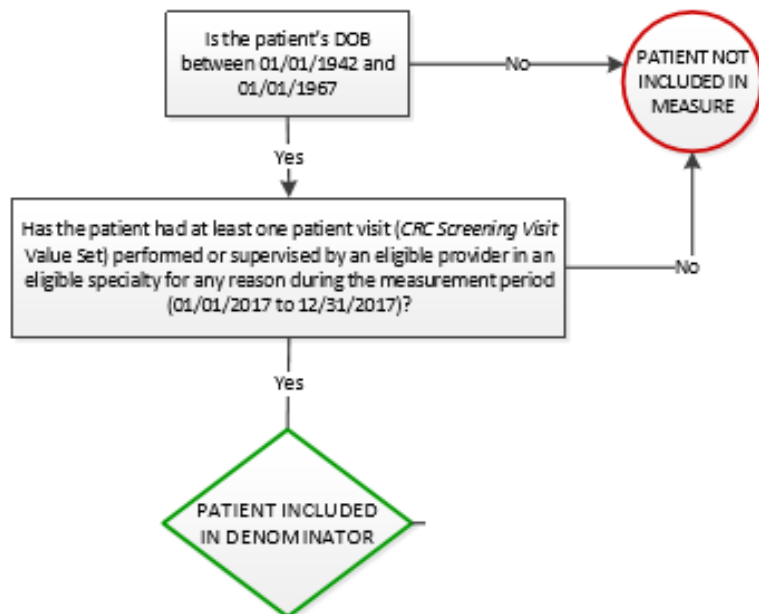 Is the patient's DOB
between 01/01/1942 and
01/01/1967
No
PATIENT NOT
INCLUDED IN
MEASURE
Yes
Has the patient had at least one patient visit (CRC Screening Visit
Value Set) performed or supervised by an eligible provider in an
eligible specialty for any reason during the measurement period
(01/01/2017 to 12/31/2017)?
No
Yes
PATIENT INCLUDED
IN DENOMINATOR